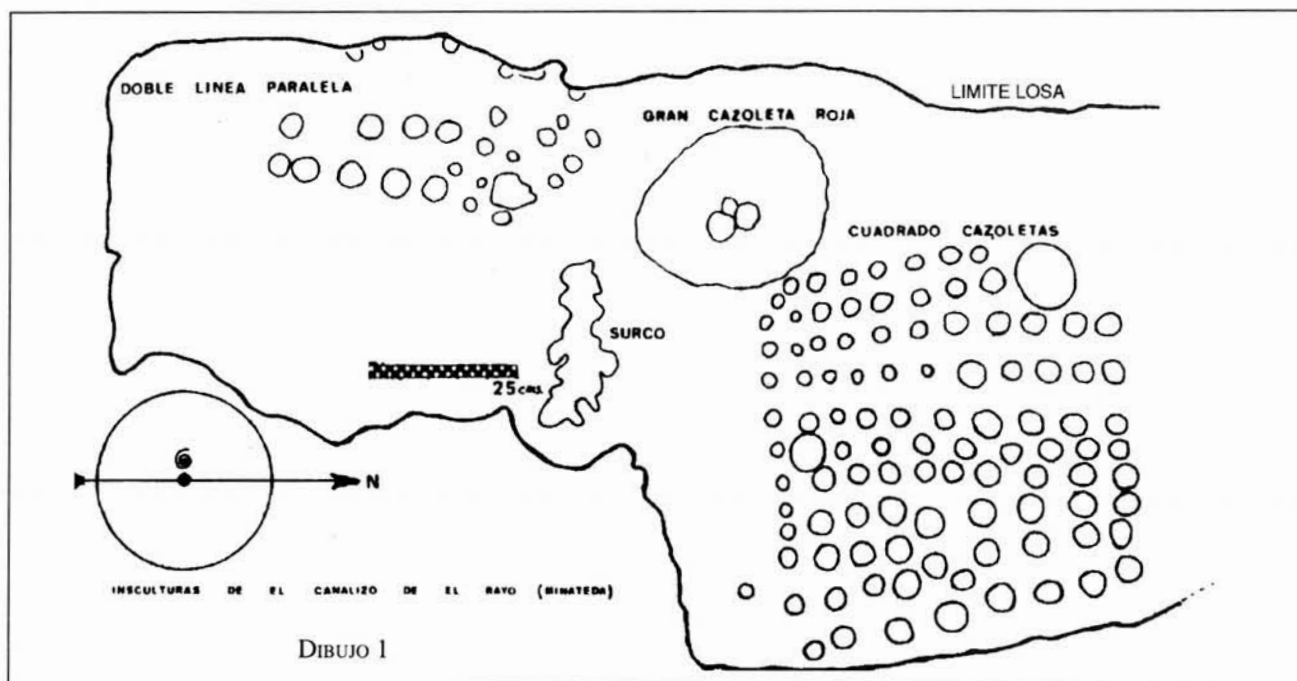 DOBLE LINEA PARALELA
LIMITE LOSA
GRAN CAZOLETA ROJA
CUADRADO CAZOLETAS
SURCO
25 cms.
N
INSCULTURAS DE EL CANALIZO DE EL RAYO (MINATEDA)
DIBUJO 1